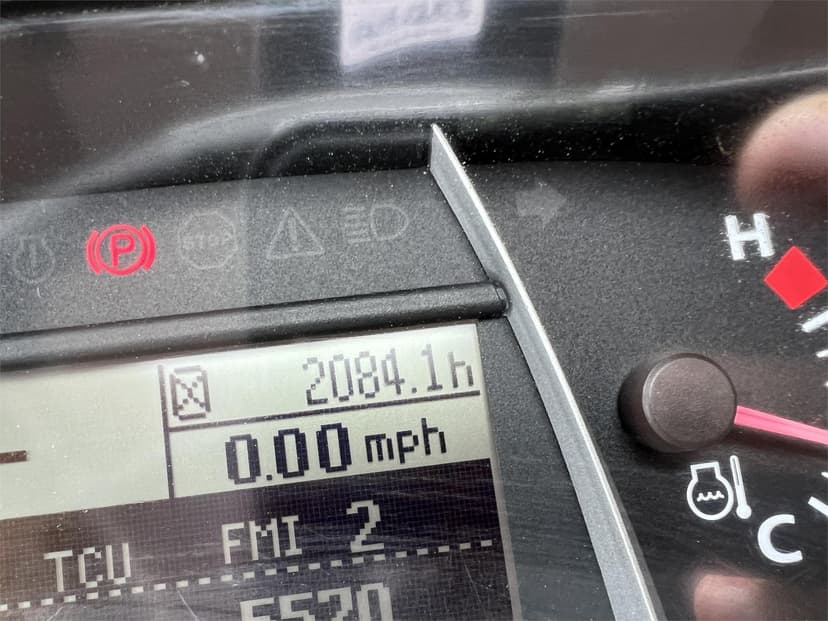 P
STOP
H
2084.1h
0.00 mph
C
TCU FMI 2